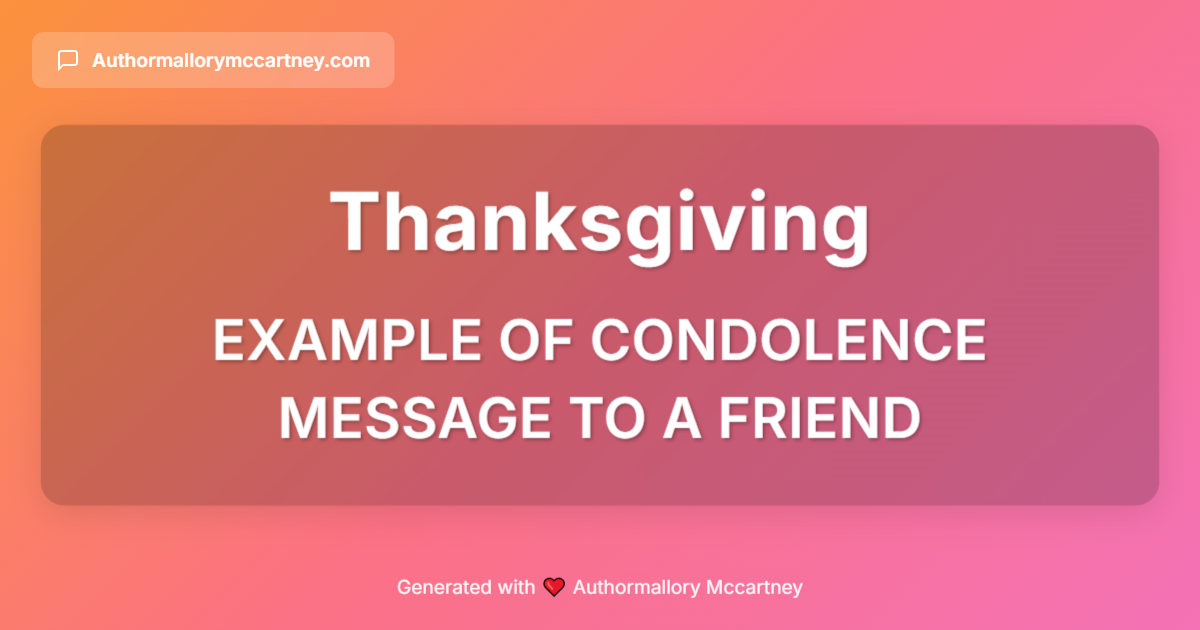 Authormallorymccartney.com
Thanksgiving
EXAMPLE OF CONDOLENCE
MESSAGE TO A FRIEND
Generated with ❤️ Authormallory Mccartney